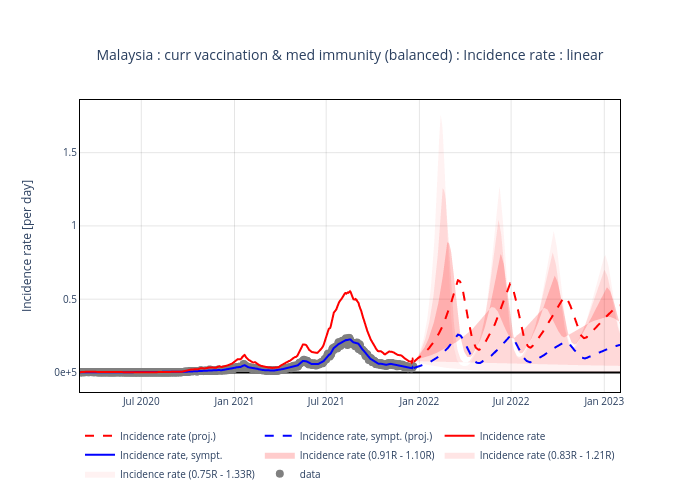 Malaysia : curr vaccination & med immunity (balanced) : Incidence rate : linear
Incidence rate [per day]
1.5
1
0.5
0e+5
Jul 2020 Jan 2021 Jul 2021 Jan 2022 Jul 2022 Jan 2023
Incidence rate (proj.) Incidence rate, sympt. (proj.) Incidence rate
Incidence rate, sympt. Incidence rate (0.91R - 1.10R) Incidence rate (0.83R - 1.21R)
Incidence rate (0.75R - 1.33R) data